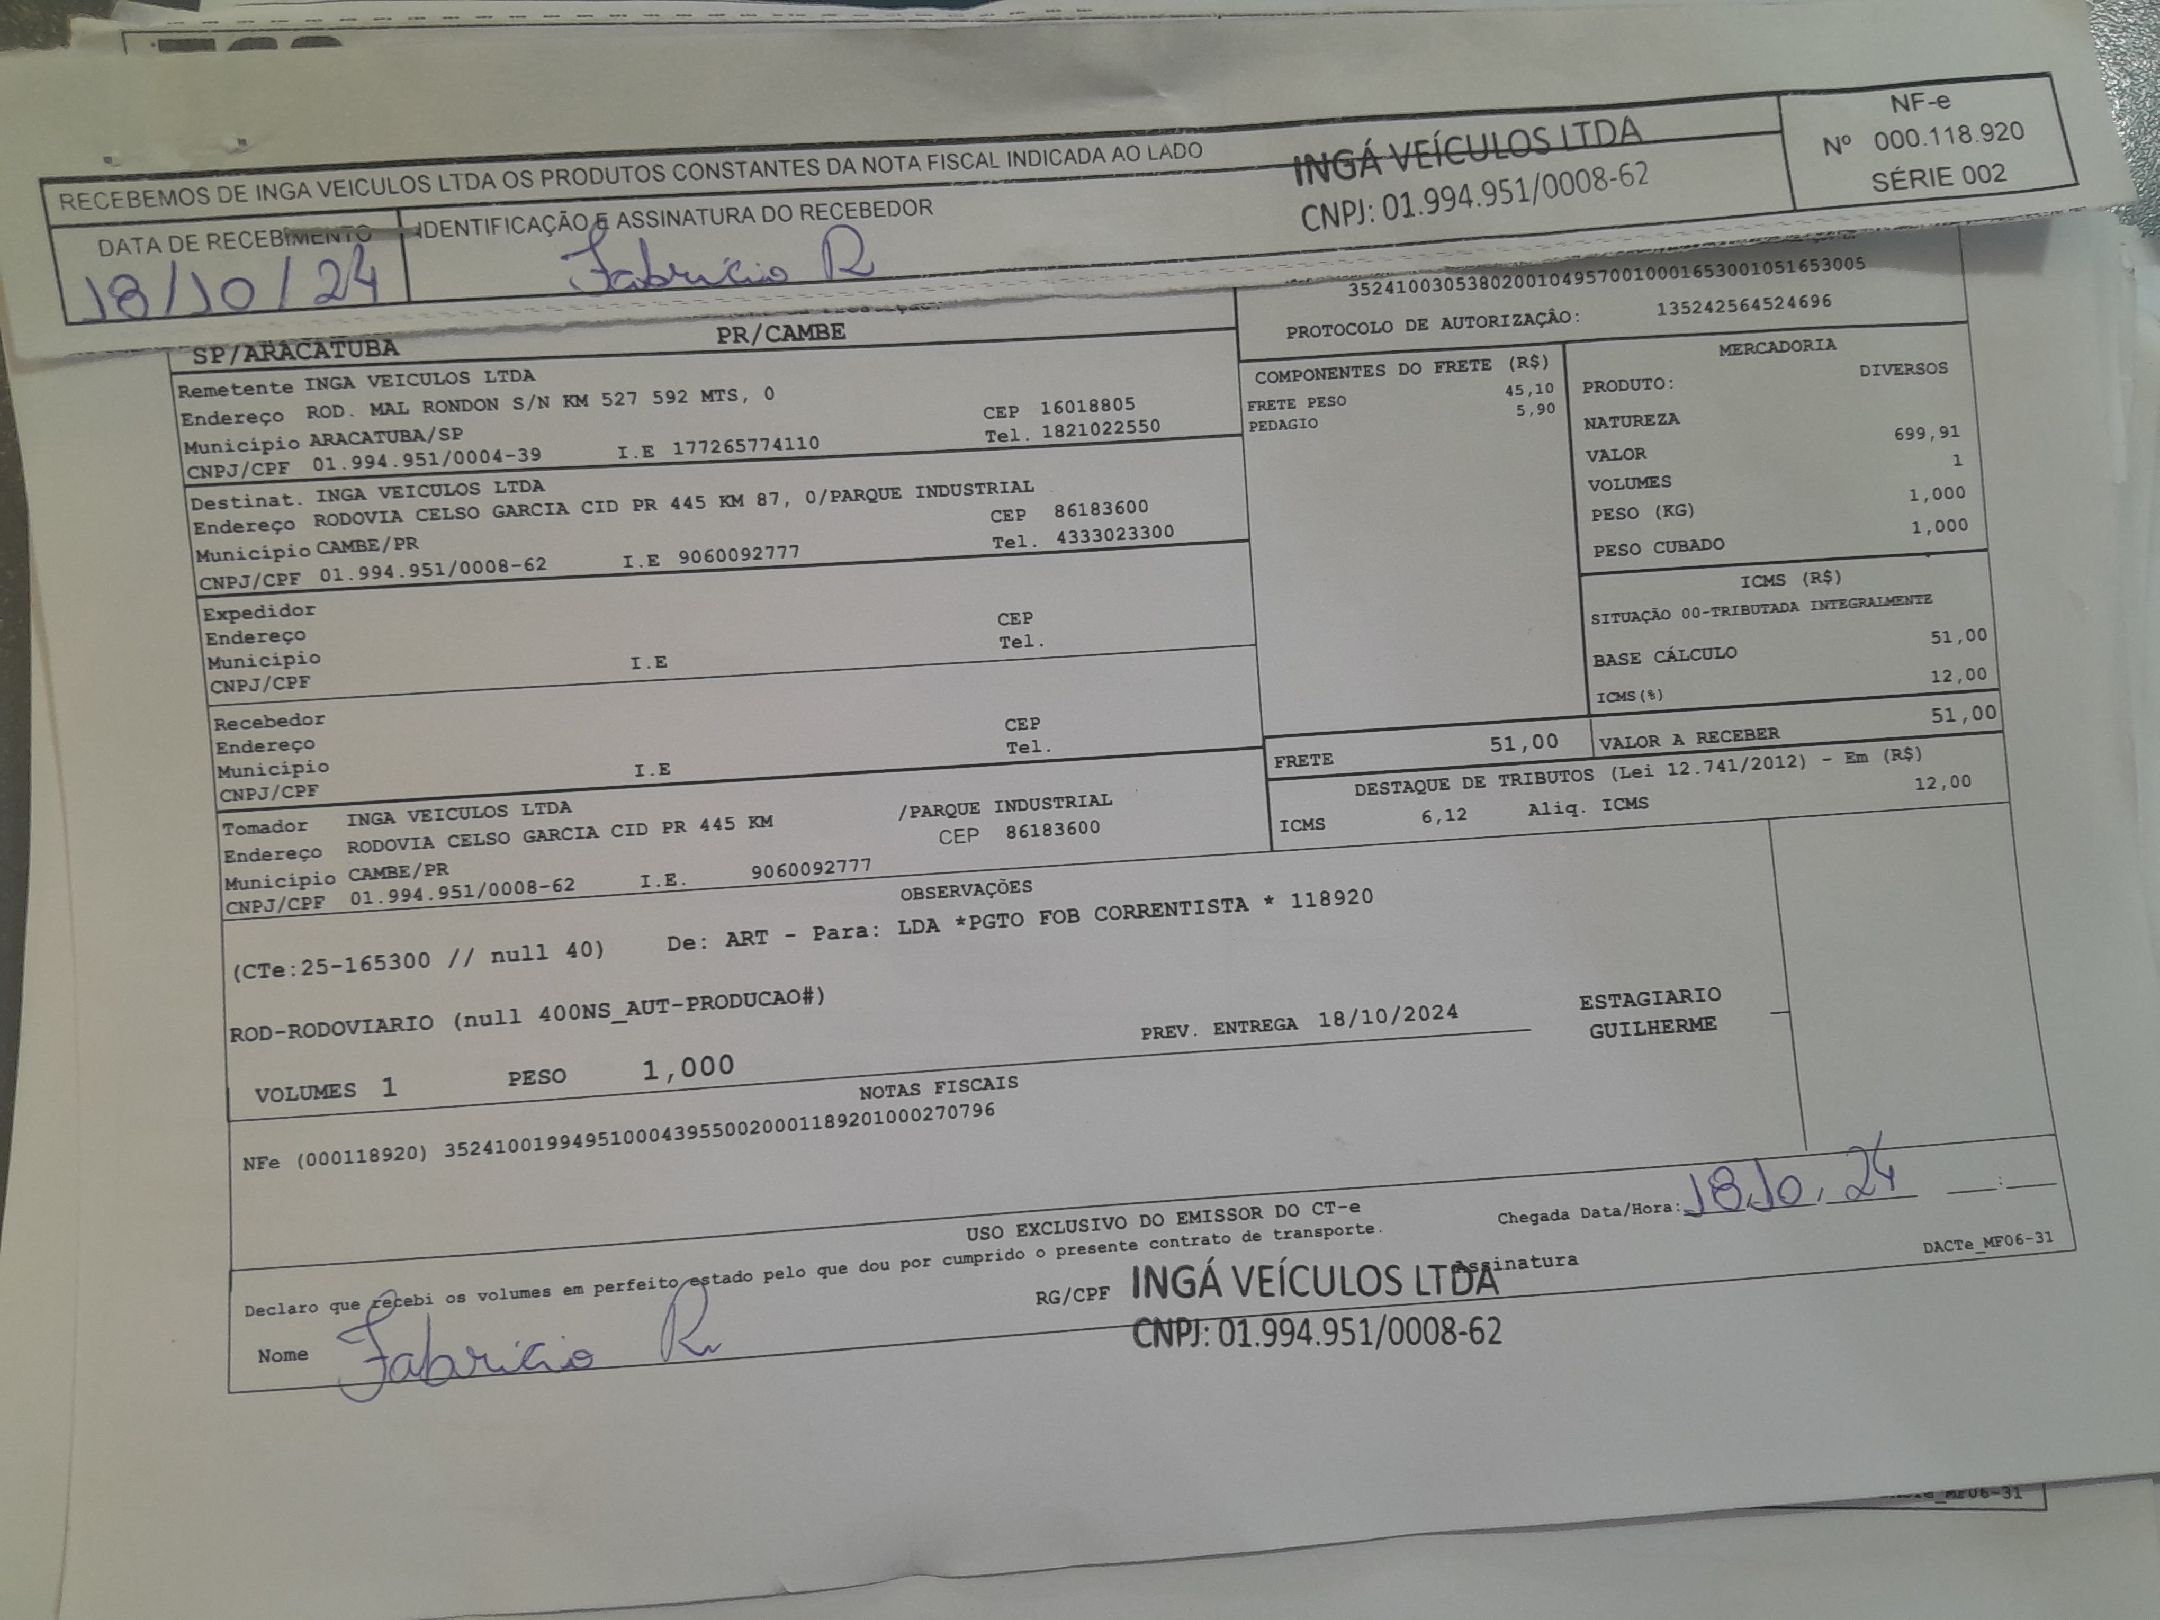 RECEBEMOS DE INGA VEICULOS LTDA OS PRODUTOS CONSTANTES DA NOTA FISCAL INDICADA AO LADO
INGÁ VEÍCULOS LTDA
CNPJ: 01.994.951/0008-62
NF-e
Nº 000.118.920
SÉRIE 002
DATA DE RECEBIMENTO
18/10/24
IDENTIFICAÇÃO E ASSINATURA DO RECEBEDOR
Fabricio R
35241003053802001049570010001653001051653005
PROTOCOLO DE AUTORIZAÇÃO: 135242564524696
SP/ARACATUBA PR/CAMBE
Remetente INGA VEICULOS LTDA
Endereço ROD. MAL RONDON S/N KM 527 592 MTS, 0
Município ARACATUBA/SP CEP 16018805
CNPJ/CPF 01.994.951/0004-39 I.E 177265774110 Tel. 1821022550
Destinat. INGA VEICULOS LTDA
Endereço RODOVIA CELSO GARCIA CID PR 445 KM 87, 0/PARQUE INDUSTRIAL
Município CAMBE/PR CEP 86183600
CNPJ/CPF 01.994.951/0008-62 I.E 9060092777 Tel. 4333023300
Expedidor
Endereço CEP
Município Tel.
CNPJ/CPF I.E
Recebedor
Endereço CEP
Município Tel.
CNPJ/CPF I.E
Tomador INGA VEICULOS LTDA
Endereço RODOVIA CELSO GARCIA CID PR 445 KM /PARQUE INDUSTRIAL
Município CAMBE/PR CEP 86183600
CNPJ/CPF 01.994.951/0008-62 I.E. 9060092777
COMPONENTES DO FRETE (R$)
FRETE PESO 45,10
PEDAGIO 5,90
MERCADORIA
PRODUTO: DIVERSOS
NATUREZA
VALOR 699,91
VOLUMES 1
PESO (KG) 1,000
PESO CUBADO 1,000
ICMS (R$)
SITUAÇÃO 00-TRIBUTADA INTEGRALMENTE
BASE CÁLCULO 51,00
ICMS(%) 12,00
FRETE 51,00 VALOR A RECEBER 51,00
DESTAQUE DE TRIBUTOS (Lei 12.741/2012) - Em (R$)
ICMS 6,12 Aliq. ICMS 12,00
OBSERVAÇÕES
(CTe:25-165300 // null 40) De: ART - Para: LDA *PGTO FOB CORRENTISTA * 118920
ROD-RODOVIARIO (null 400NS_AUT-PRODUCAO#)
VOLUMES 1 PESO 1,000 PREV. ENTREGA 18/10/2024
ESTAGIARIO
GUILHERME
NOTAS FISCAIS
NFe (000118920) 35241001994951000439550020001189201000270796
USO EXCLUSIVO DO EMISSOR DO CT-e
Declaro que recebi os volumes em perfeito estado pelo que dou por cumprido o presente contrato de transporte.
Chegada Data/Hora: 18.10.24 :
Nome Fabricio R
RG/CPF
Assinatura
INGÁ VEÍCULOS LTDA
CNPJ: 01.994.951/0008-62
DACTe_MF06-31
MF06-31